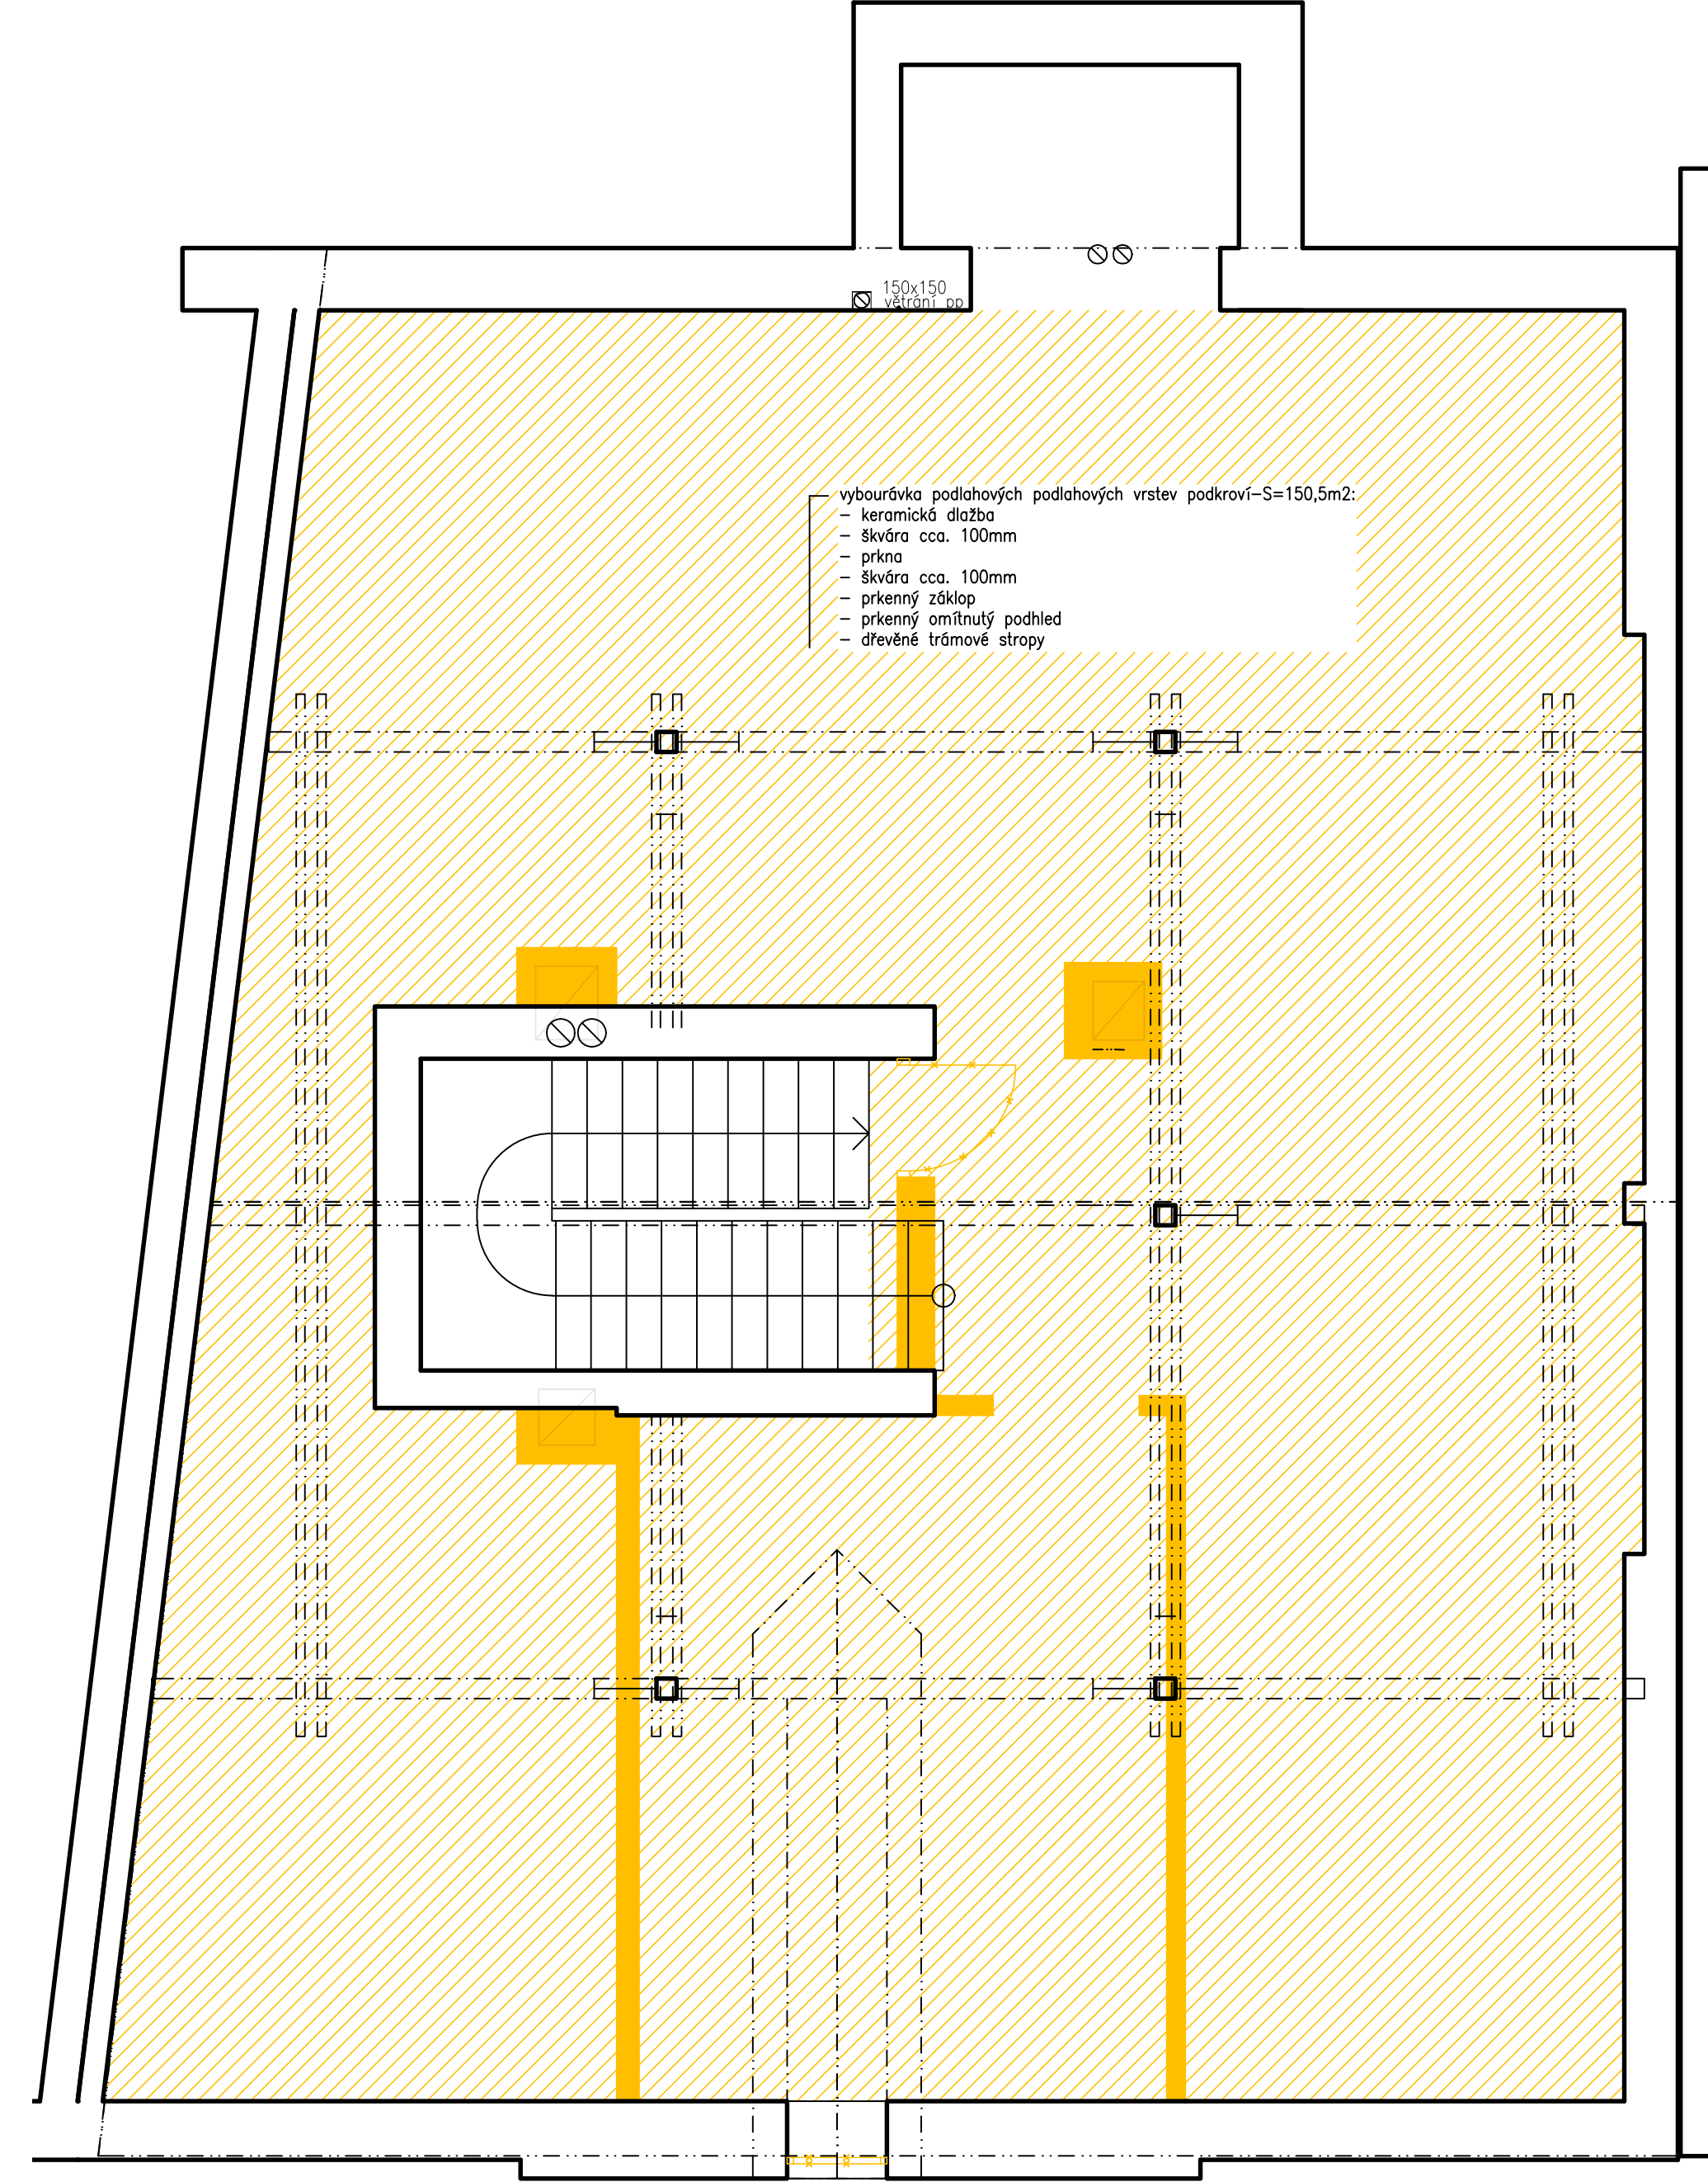 150x150
větrání pp
vybourávka podlahových podlahových vrstev podkroví-S=150,5m2:
- keramická dlažba
- škvára cca. 100mm
- prkna
- škvára cca. 100mm
- prkenný záklop
- prkenný omítnutý podhled
- dřevěné trámové stropy